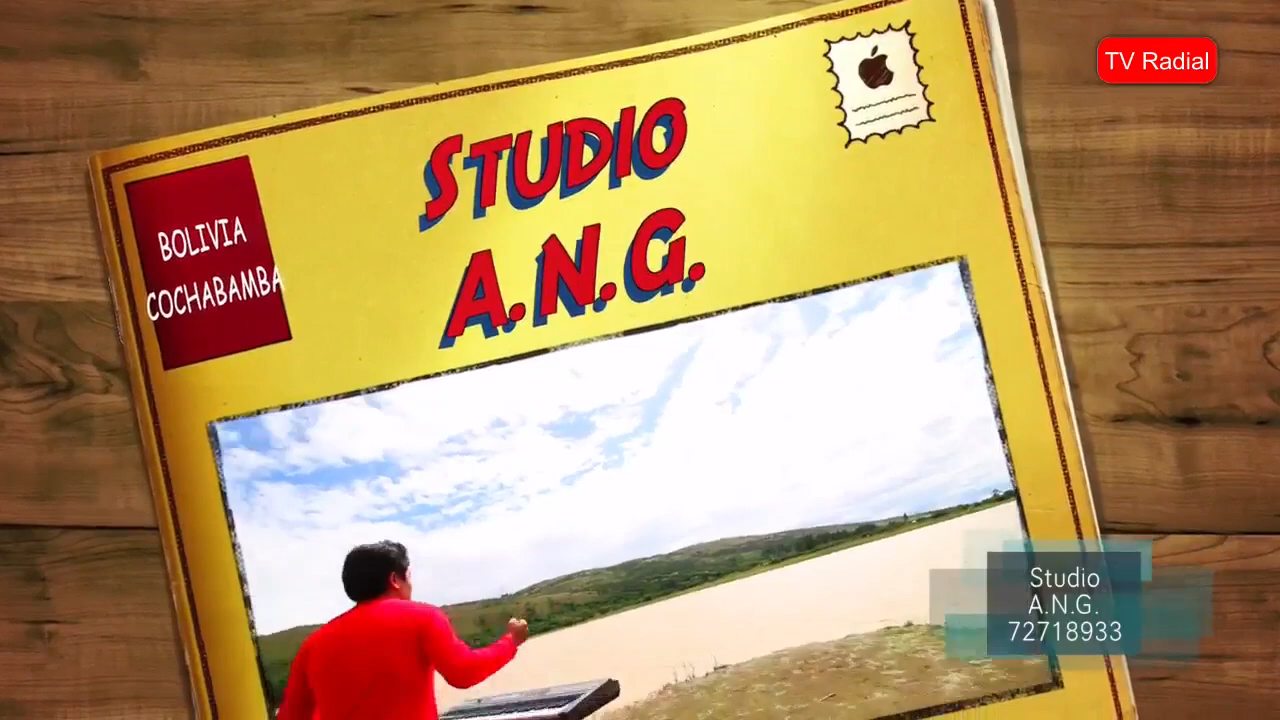 TV Radial
STUDIO
A.N.G.
BOLIVIA
COCHABAMBA
Studio
A.N.G.
72718933